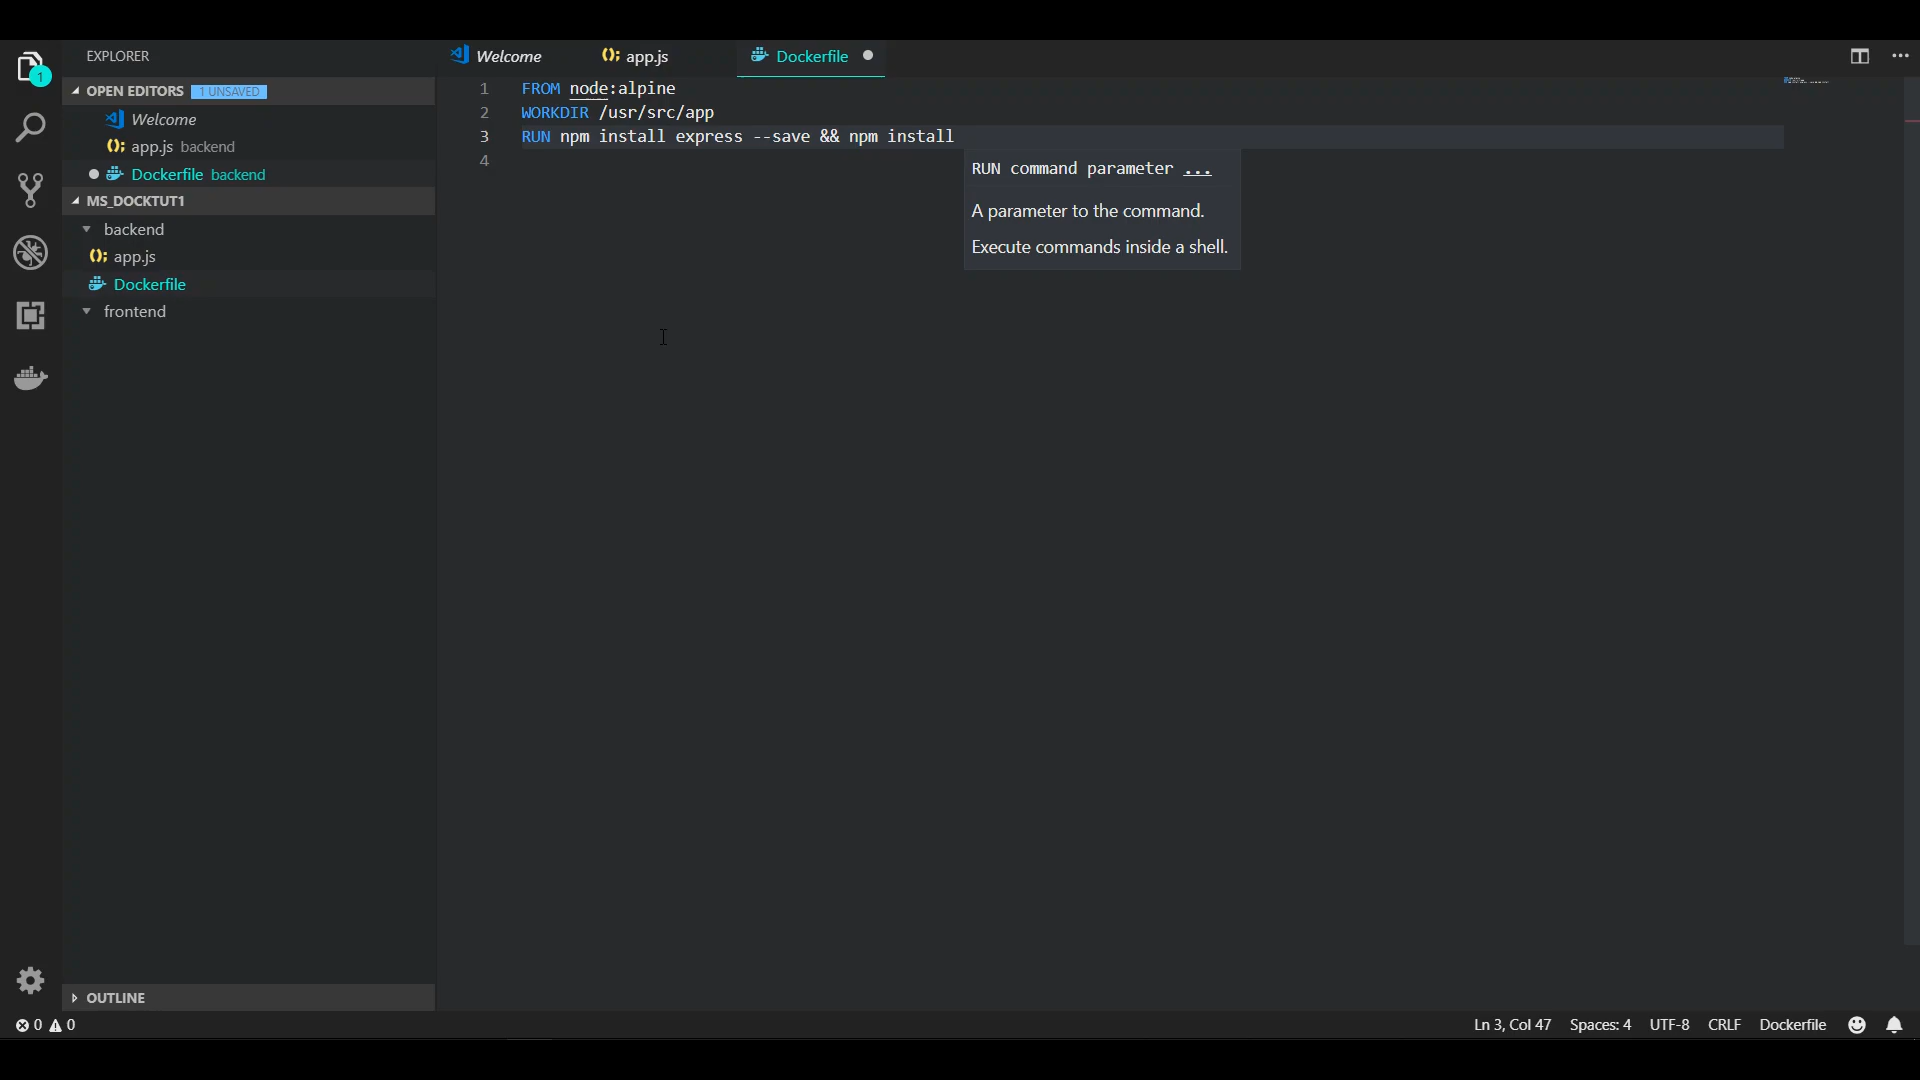 EXPLORER
OPEN EDITORS 1 UNSAVED
Welcome
app.js backend
Dockerfile backend
MS_DOCKTUT1
backend
app.js
Dockerfile
frontend
OUTLINE
1
Welcome
app.js
Dockerfile
1 FROM node:alpine
2 WORKDIR /usr/src/app
3 RUN npm install express --save && npm install
4
RUN command parameter ...
A parameter to the command.
Execute commands inside a shell.
0 0
Ln 3, Col 47 Spaces: 4 UTF-8 CRLF Dockerfile